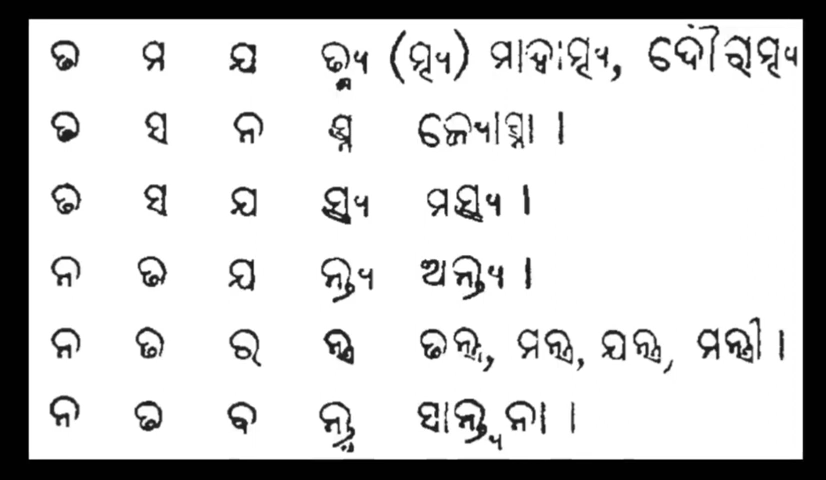 ତ ମ ଯ ତ୍ମ୍ୟ (ତ୍ମ୍ୟ) ମାହାତ୍ମ୍ୟ, ଦୌରାତ୍ମ୍ୟ
ତ ସ ନ ତ୍ସ୍ନ ଜ୍ୟୋତ୍ସ୍ନା ।
ତ ସ ଯ ତ୍ସ୍ୟ ମତ୍ସ୍ୟ ।
ନ ତ ଯ ନ୍ତ୍ୟ ଅନ୍ତ୍ୟ ।
ନ ତ ର ନ୍ତ୍ର ତନ୍ତ୍ର, ମନ୍ତ୍ର, ଯନ୍ତ୍ର, ମନ୍ତ୍ରୀ ।
ନ ତ ବ ନ୍ତ୍ୱ ସାନ୍ତ୍ୱନା ।